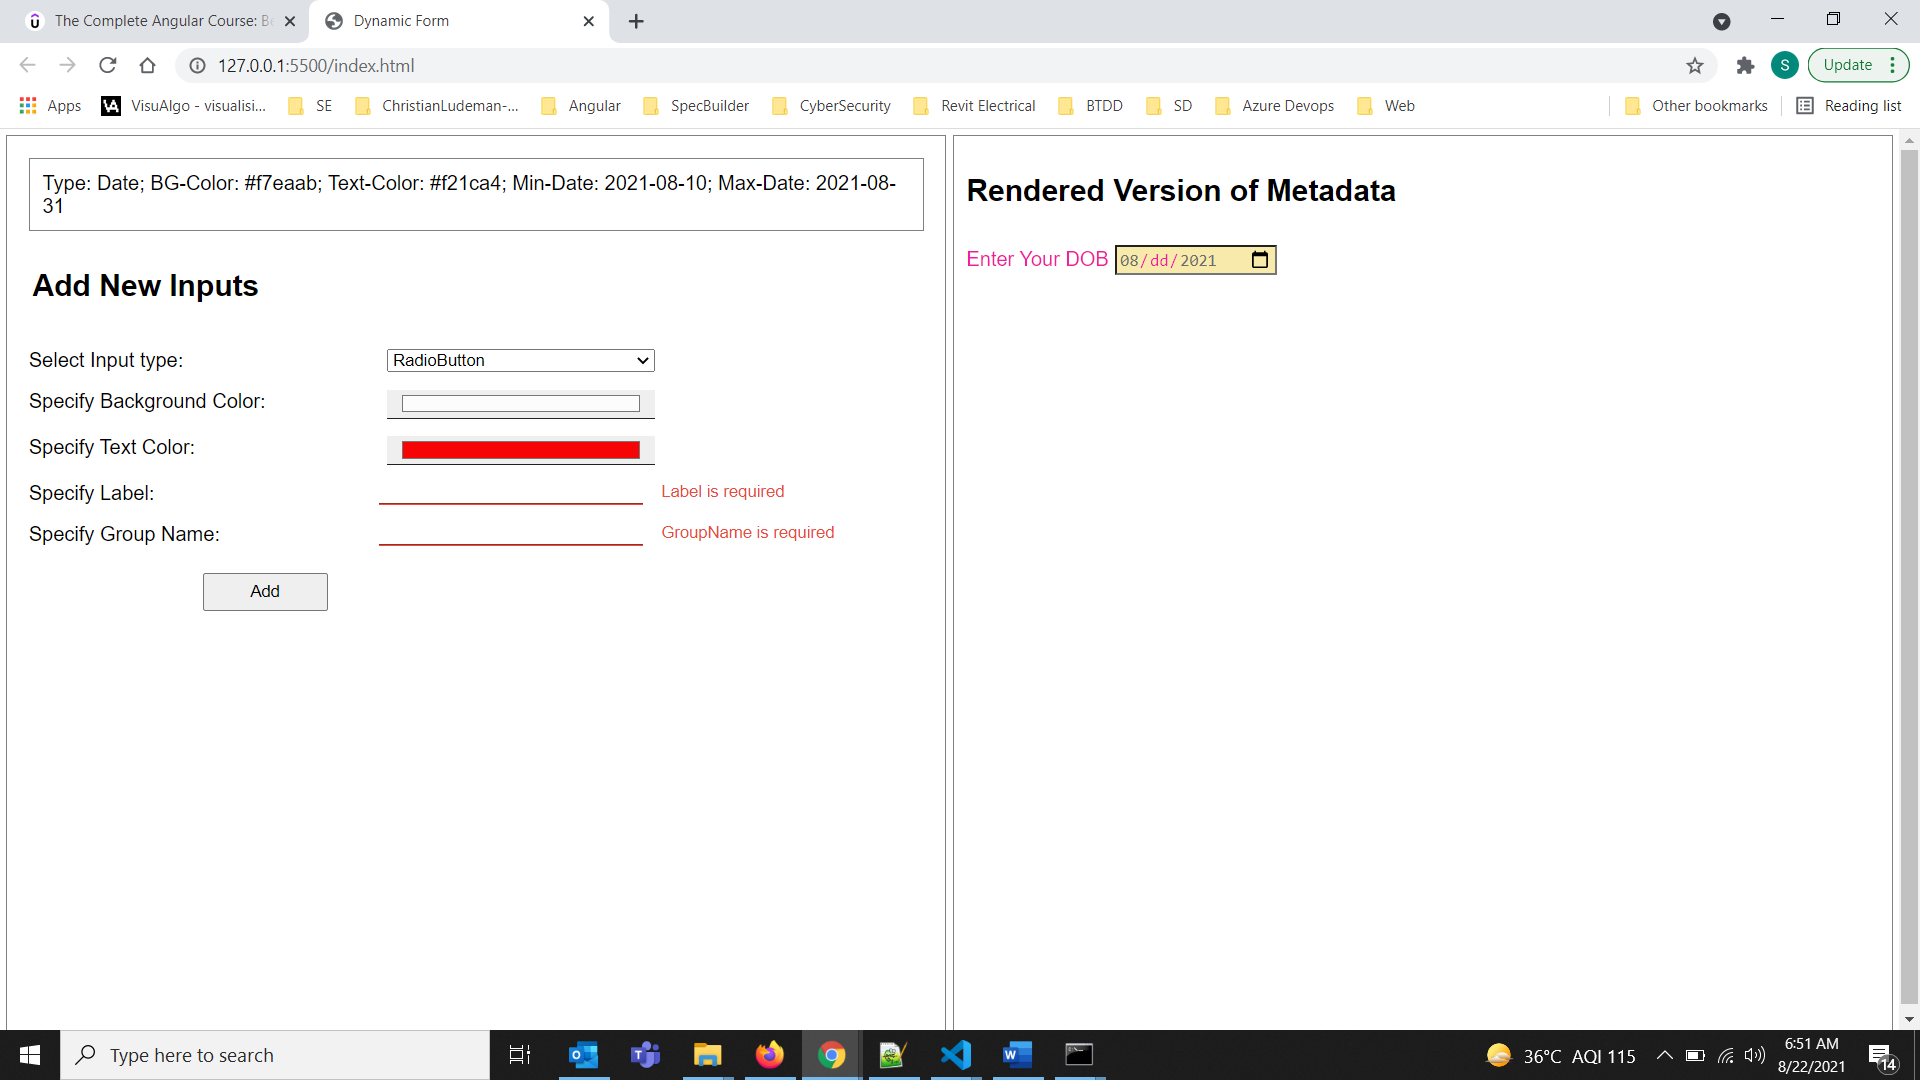 The Complete Angular Course: Be
Dynamic Form
127.0.0.1:5500/index.html
S
Update
Apps
VisuAlgo - visualisi...
SE
ChristianLudeman-...
Angular
SpecBuilder
CyberSecurity
Revit Electrical
BTDD
SD
Azure Devops
Web
Other bookmarks
Reading list
Type: Date; BG-Color: #f7eaab; Text-Color: #f21ca4; Min-Date: 2021-08-10; Max-Date: 2021-08-
31
Add New Inputs
Select Input type:
RadioButton
Specify Background Color:
Specify Text Color:
Specify Label:
Label is required
Specify Group Name:
GroupName is required
Add
Rendered Version of Metadata
Enter Your DOB
08/dd/2021
Type here to search
36°C AQI 115
6:51 AM
8/22/2021
14